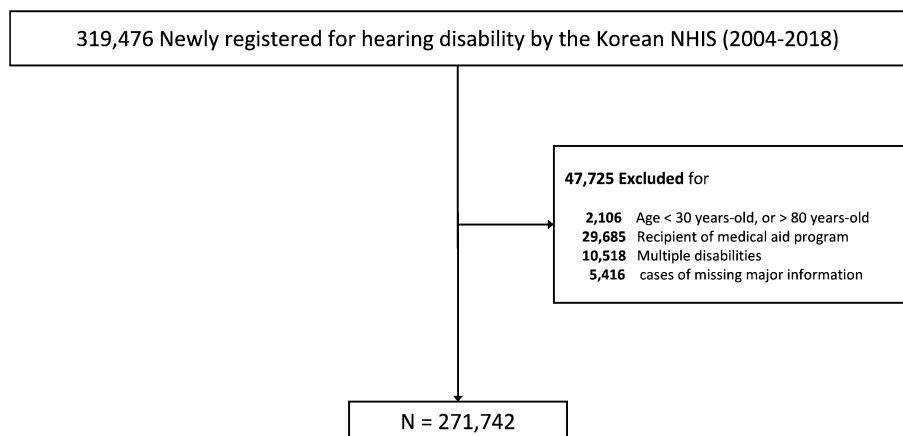 319,476 Newly registered for hearing disability by the Korean NHIS (2004-2018)
47,725 Excluded for
2,106 Age < 30 years-old, or > 80 years-old
29,685 Recipient of medical aid program
10,518 Multiple disabilities
5,416 cases of missing major information
N = 271,742